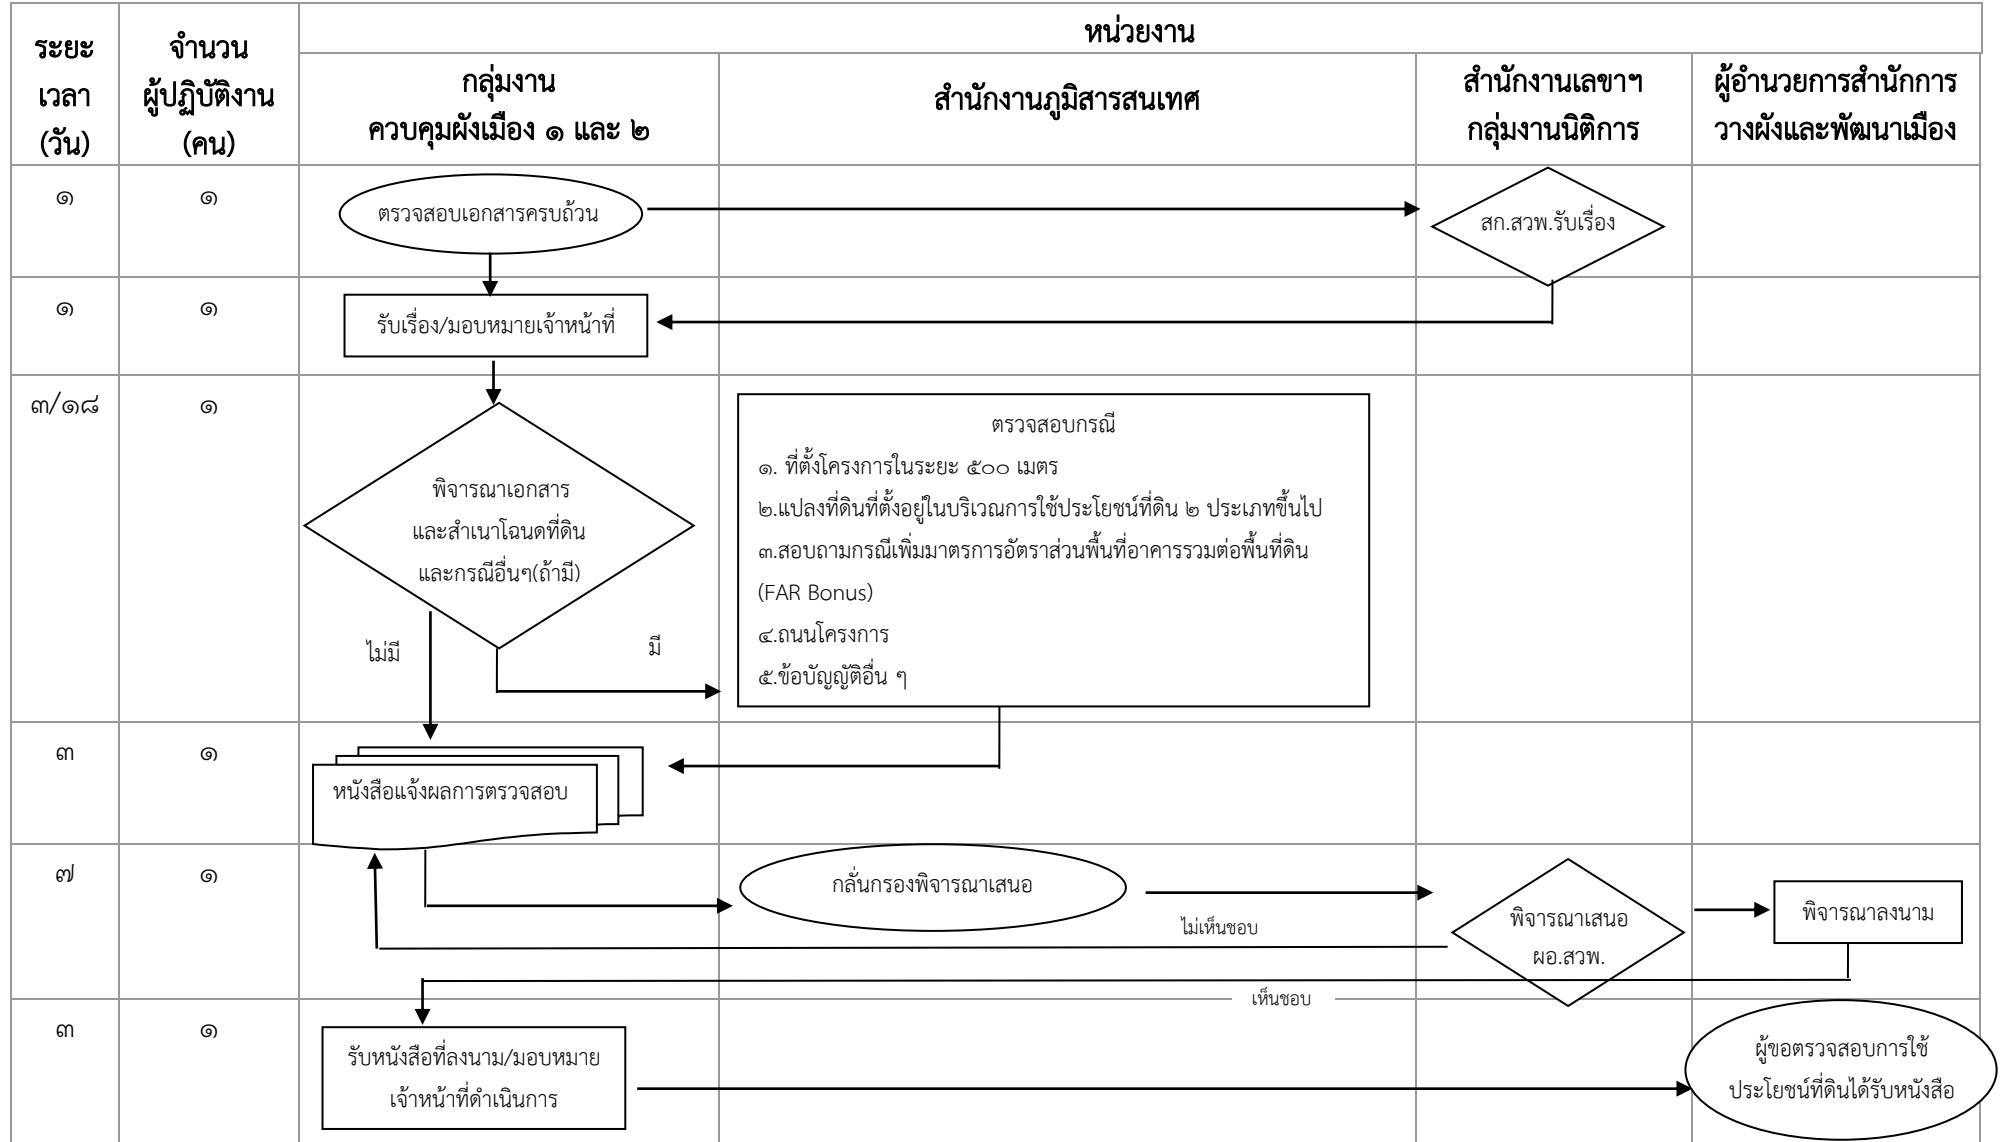 หน่วยงาน
ระยะ
เวลา
(วัน)
จำนวน
ผู้ปฏิบัติงาน
(คน)
กลุ่มงาน
ควบคุมผังเมือง ๑ และ ๒
สำนักงานภูมิสารสนเทศ
สำนักงานเลขาฯ
กลุ่มงานนิติการ
ผู้อำนวยการสำนักการ
วางผังและพัฒนาเมือง
๑
๑
ตรวจสอบเอกสารครบถ้วน
สก.สวพ.รับเรื่อง
๑
๑
รับเรื่อง/มอบหมายเจ้าหน้าที่
๓/๑๘
๑
พิจารณาเอกสาร
และสำเนาโฉนดที่ดิน
และกรณีอื่นๆ(ถ้ามี)
ไม่มี
มี
ตรวจสอบกรณี
๑. ที่ตั้งโครงการในระยะ ๕๐๐ เมตร
๒.แปลงที่ดินที่ตั้งอยู่ในบริเวณการใช้ประโยชน์ที่ดิน ๒ ประเภทขึ้นไป
๓.สอบถามกรณีเพิ่มมาตรการอัตราส่วนพื้นที่อาคารรวมต่อพื้นที่ดิน
(FAR Bonus)
๔.ถนนโครงการ
๕.ข้อบัญญัติอื่น ๆ
๓
๑
หนังสือแจ้งผลการตรวจสอบ
๗
๑
กลั่นกรองพิจารณาเสนอ
ไม่เห็นชอบ
พิจารณาเสนอ
ผอ.สวพ.
พิจารณาลงนาม
เห็นชอบ
๓
๑
รับหนังสือที่ลงนาม/มอบหมาย
เจ้าหน้าที่ดำเนินการ
ผู้ขอตรวจสอบการใช้
ประโยชน์ที่ดินได้รับหนังสือ